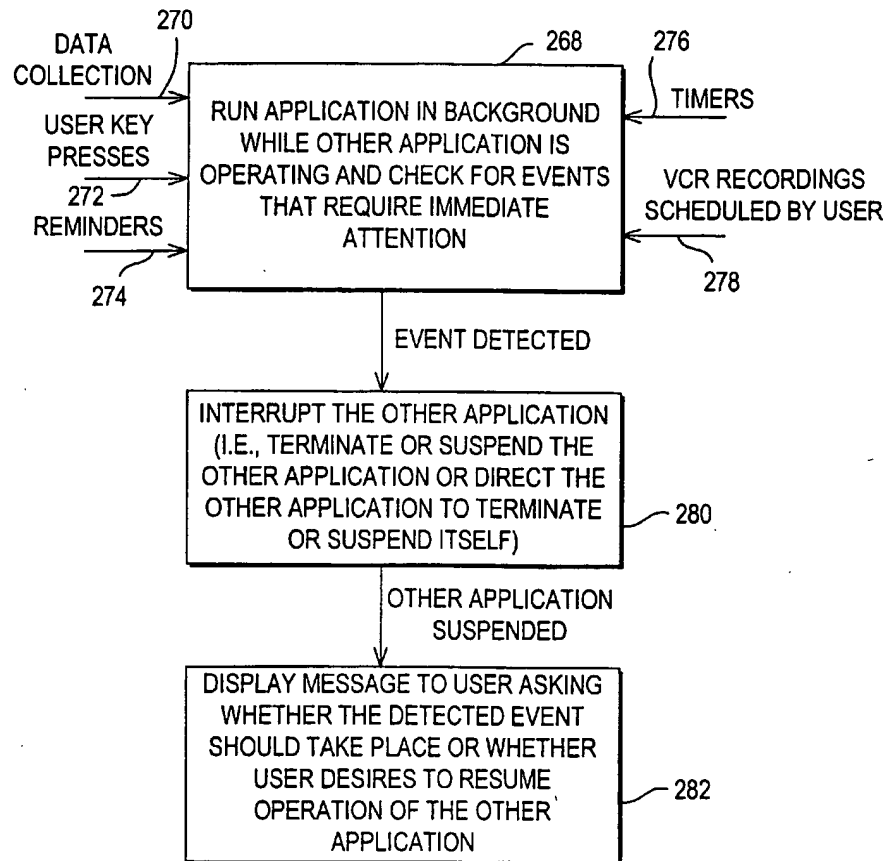 DATA
COLLECTION
270
268
276
RUN APPLICATION IN BACKGROUND
WHILE OTHER APPLICATION IS
OPERATING AND CHECK FOR EVENTS
THAT REQUIRE IMMEDIATE
ATTENTION
TIMERS
USER KEY
PRESSES
272
REMINDERS
274
VCR RECORDINGS
SCHEDULED BY USER
278
EVENT DETECTED
INTERRUPT THE OTHER APPLICATION
(I.E., TERMINATE OR SUSPEND THE
OTHER APPLICATION OR DIRECT THE
OTHER APPLICATION TO TERMINATE
OR SUSPEND ITSELF)
280
OTHER APPLICATION
SUSPENDED
DISPLAY MESSAGE TO USER ASKING
WHETHER THE DETECTED EVENT
SHOULD TAKE PLACE OR WHETHER
USER DESIRES TO RESUME
OPERATION OF THE OTHER
APPLICATION
282